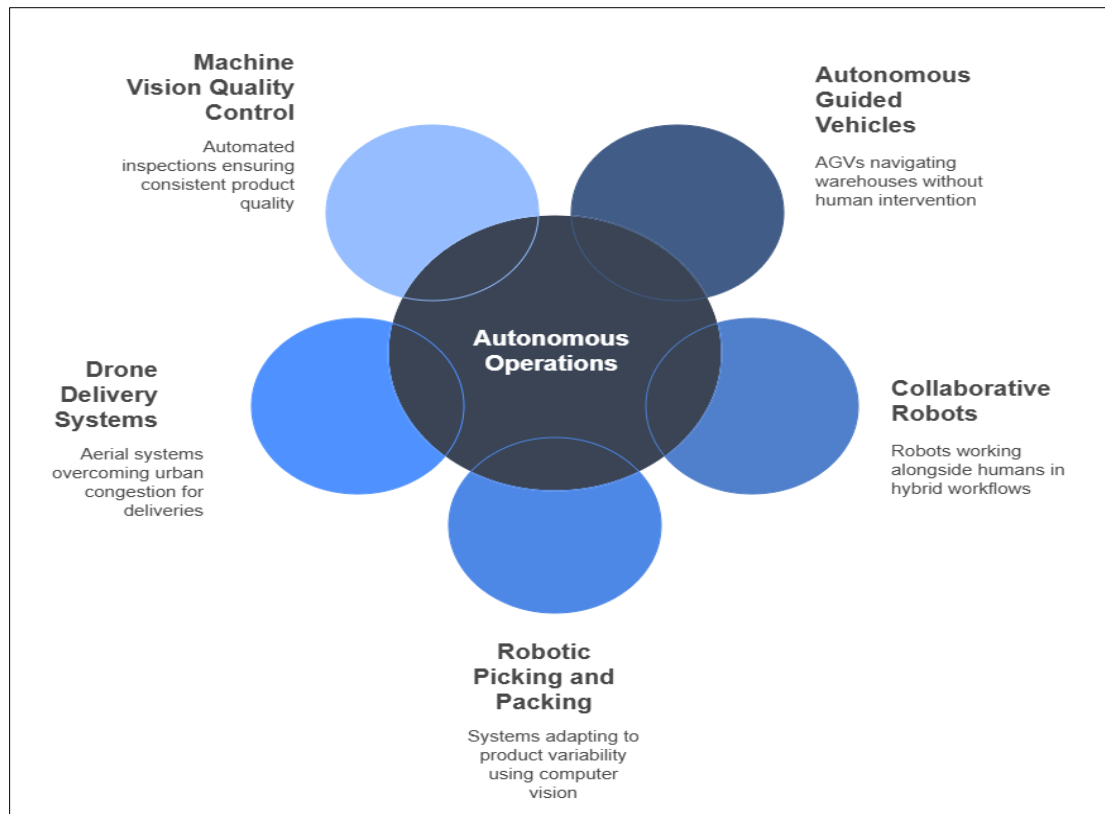 Machine
Vision Quality
Control
Automated
inspections ensuring
consistent product
quality
Autonomous
Guided
Vehicles
AGVs navigating
warehouses without
human intervention
Autonomous
Operations
Drone
Delivery
Systems
Aerial systems
overcoming urban
congestion for
deliveries
Collaborative
Robots
Robots working
alongside humans in
hybrid workflows
Robotic
Picking and
Packing
Systems adapting to
product variability
using computer
vision